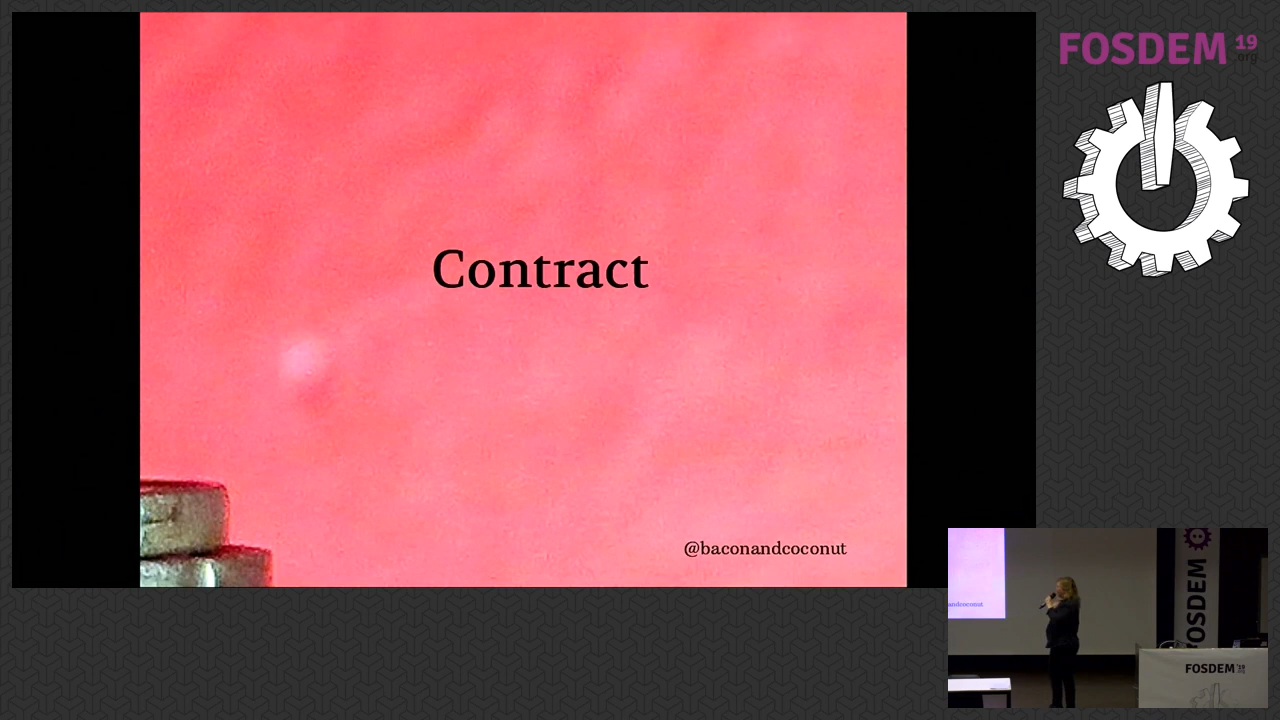 FOSDEM 19
.org
Contract
@baconandcoconut
andcoconut
FOSDEM
FOSDEM '19